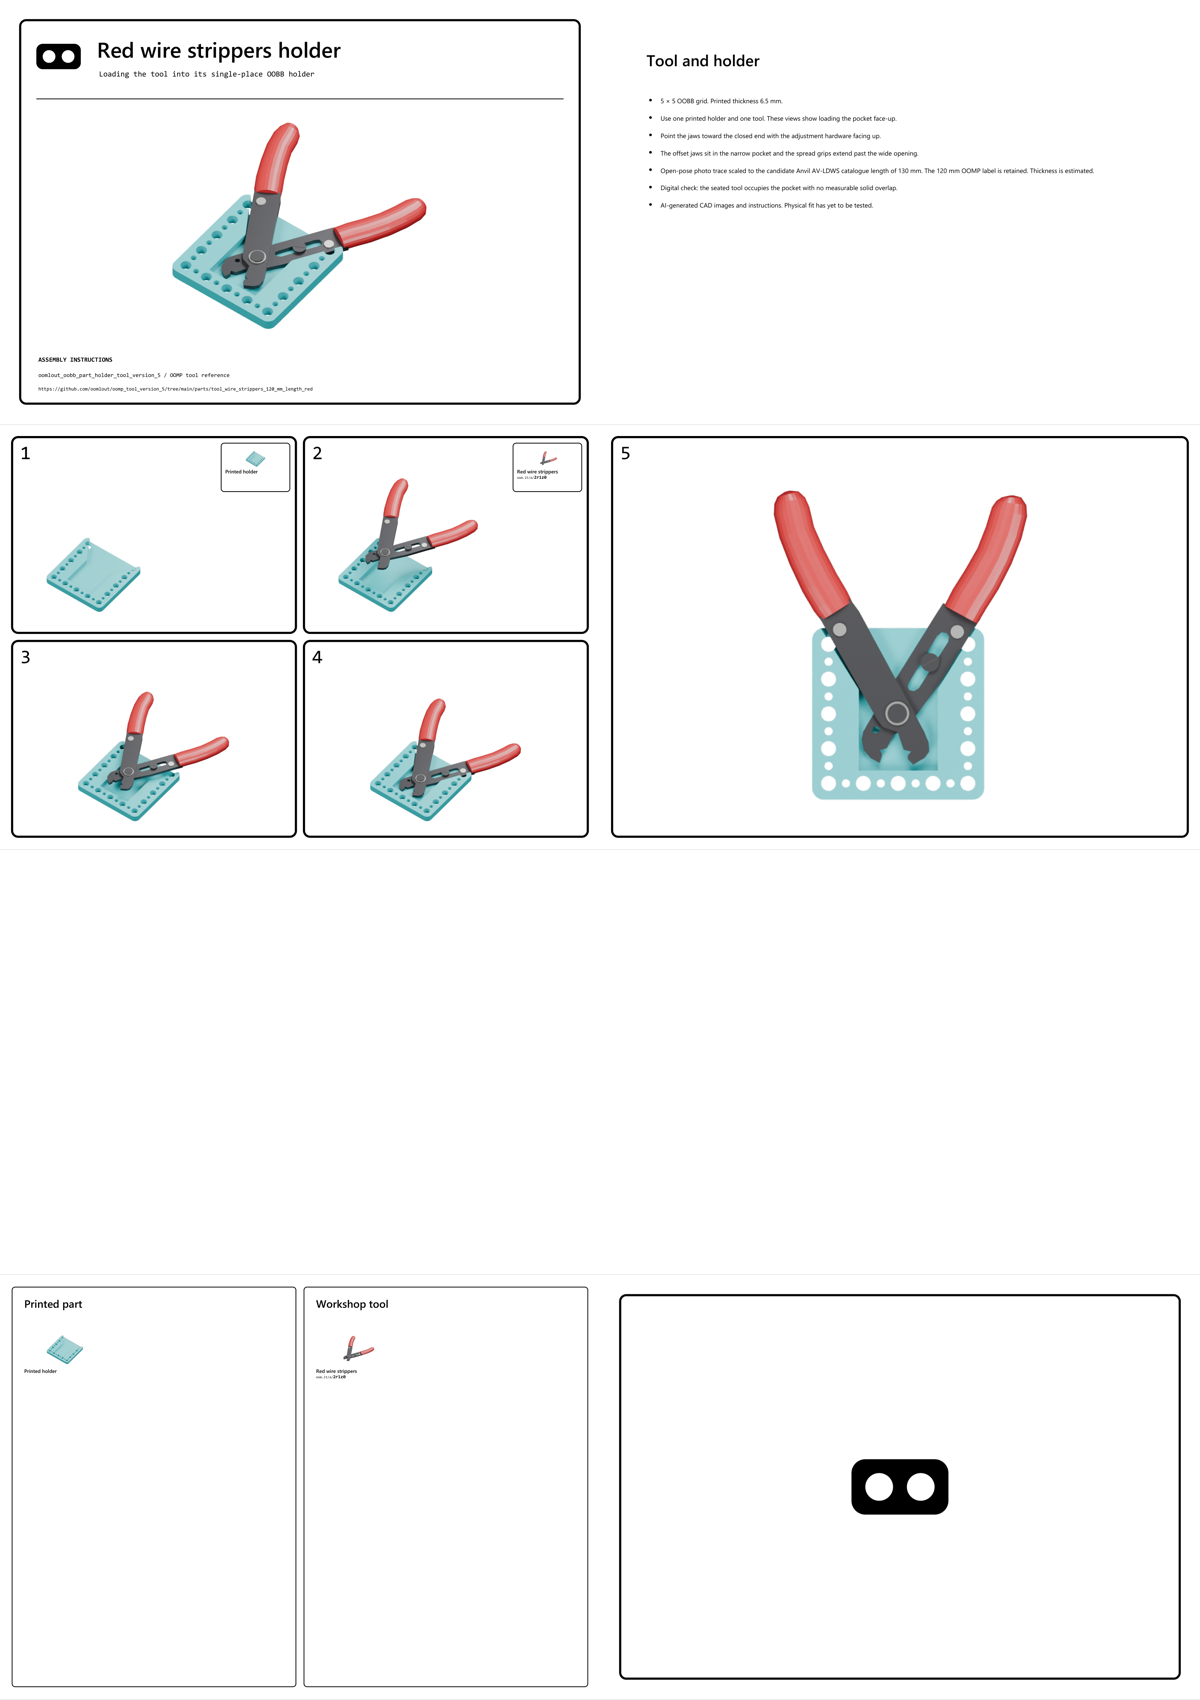 Red wire strippers holder
Loading the tool into its single-place OOBB holder
ASSEMBLY INSTRUCTIONS
oomlout_oobb_part_holder_tool_version_5 / OOMP tool reference
https://github.com/oomlout/oomp_tool_version_5/tree/main/parts/tool_wire_strippers_120_mm_length_red
Tool and holder
• 5 × 5 OOBB grid. Printed thickness 6.5 mm.
• Use one printed holder and one tool. These views show loading the pocket face-up.
• Point the jaws toward the closed end with the adjustment hardware facing up.
• The offset jaws sit in the narrow pocket and the spread grips extend past the wide opening.
• Open-pose photo trace scaled to the candidate Anvil AV-LDWS catalogue length of 130 mm. The 120 mm OOMP label is retained. Thickness is estimated.
• Digital check: the seated tool occupies the pocket with no measurable solid overlap.
• AI-generated CAD images and instructions. Physical fit has yet to be tested.
1
Printed holder
2
Red wire strippers
3
4
5
Printed part
Printed holder
Workshop tool
Red wire strippers